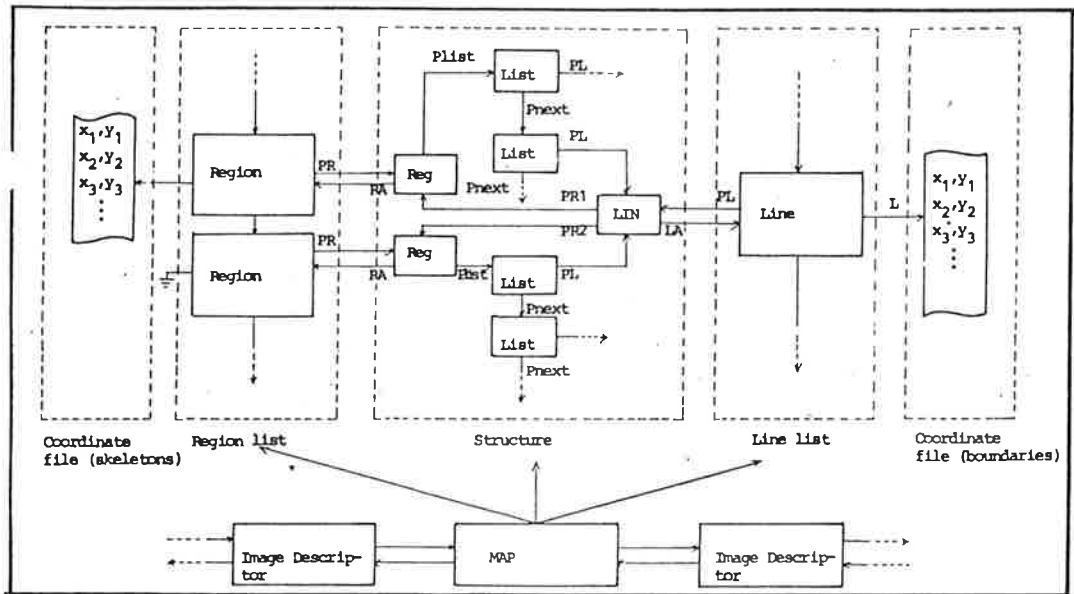 Plist
List
PL
Pnext
x1,y1
x2,y2
x3,y3
Region
PR
RA
Reg
List
PL
Pnext
PR1
LIN
PL
LA
Line
L
x1,y1
x2,y2
x3,y3
Region
PR
RA
Reg
PR2
List
PL
Pnext
List
Pnext
Coordinate
file (skeletons)
Region list
Structure
Line list
Coordinate
file (boundaries)
Image Descrip-
tor
MAP
Image Descrip-
tor